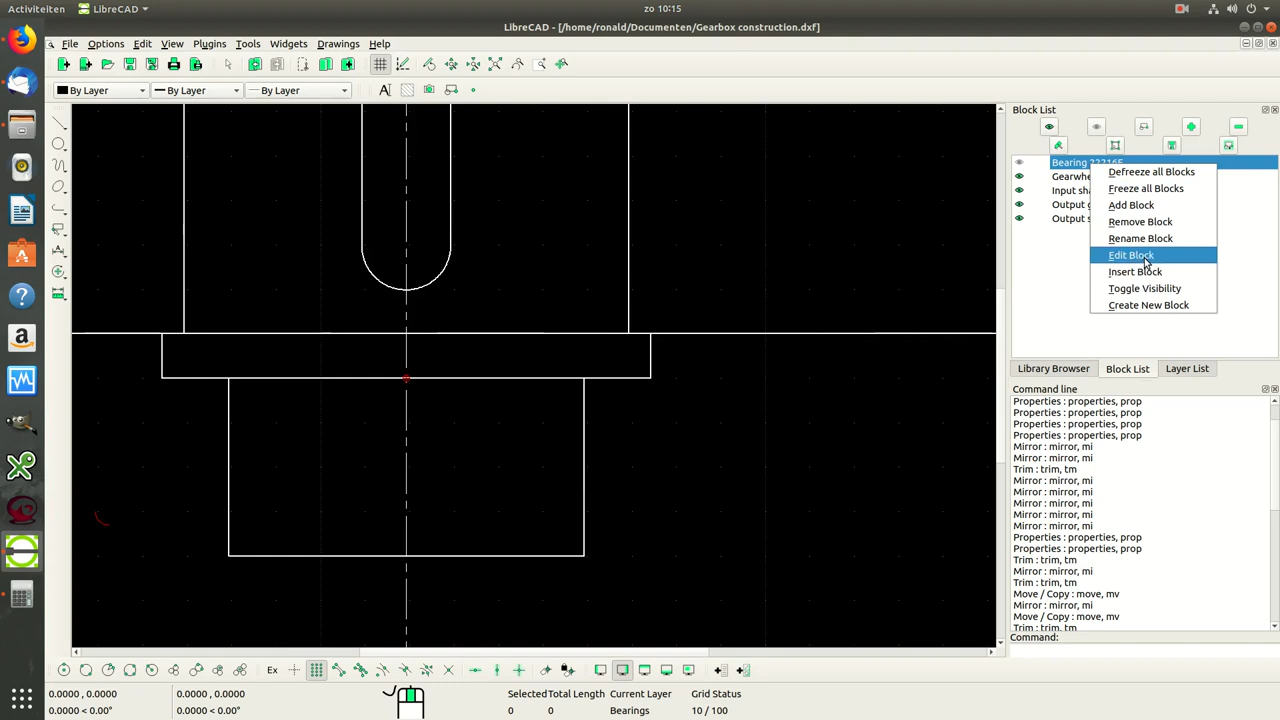 Activiteiten LibreCAD zo 10:15
LibreCAD - [/home/ronald/Documenten/Gearbox construction.dxf]
File Options Edit View Plugins Tools Widgets Drawings Help
By Layer By Layer By Layer
Block List
Bearing 22216E
Gearwhe
Input sha
Output g
Output s
Defreeze all Blocks
Freeze all Blocks
Add Block
Remove Block
Rename Block
Edit Block
Insert Block
Toggle Visibility
Create New Block
Library Browser Block List Layer List
Command line
Properties : properties, prop
Properties : properties, prop
Properties : properties, prop
Properties : properties, prop
Mirror : mirror, mi
Mirror : mirror, mi
Trim : trim, tm
Mirror : mirror, mi
Mirror : mirror, mi
Mirror : mirror, mi
Mirror : mirror, mi
Mirror : mirror, mi
Properties : properties, prop
Properties : properties, prop
Trim : trim, tm
Mirror : mirror, mi
Trim : trim, tm
Move / Copy : move, mv
Mirror : mirror, mi
Move / Copy : move, mv
Trim : trim, tm
Command:
Ex
0.0000 , 0.0000 0.0000 , 0.0000 Selected Total Length Current Layer Grid Status
0.0000 < 0.00° 0.0000 < 0.00° 0 0 Bearings 10 / 100